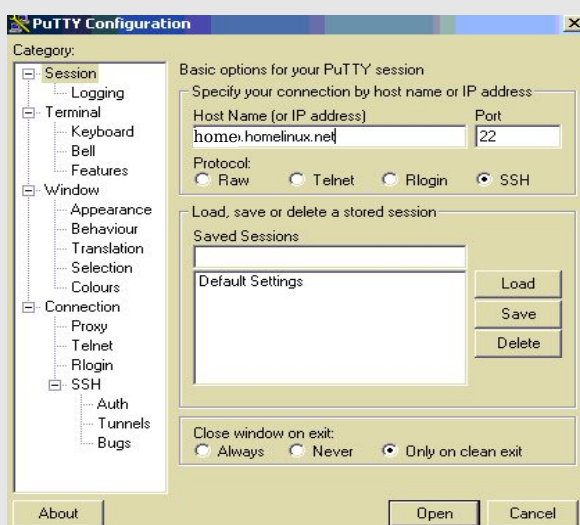 PuTTY Configuration
Category:
Session
Logging
Terminal
Keyboard
Bell
Features
Window
Appearance
Behaviour
Translation
Selection
Colours
Connection
Proxy
Telnet
Rlogin
SSH
Auth
Tunnels
Bugs
Basic options for your PuTTY session
Specify your connection by host name or IP address
Host Name (or IP address) Port
home.homelinux.net 22
Protocol:
Raw Telnet Rlogin SSH
Load, save or delete a stored session
Saved Sessions
Default Settings
Load
Save
Delete
Close window on exit:
Always Never Only on clean exit
About Open Cancel